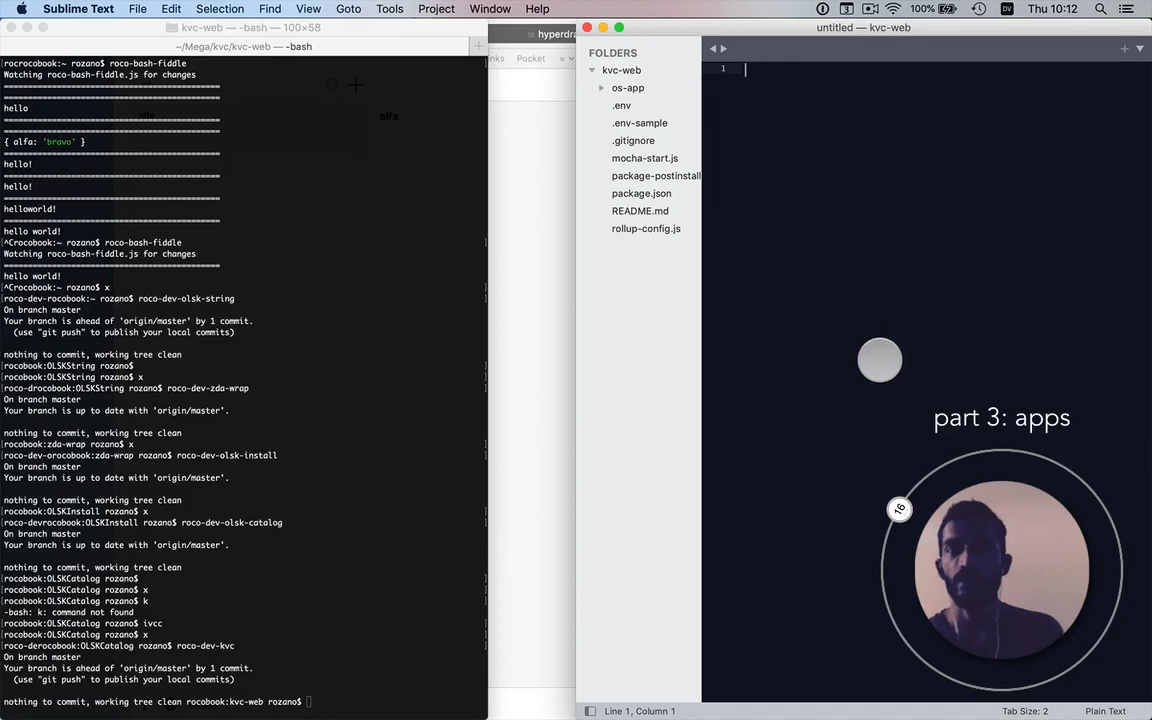 Sublime Text File Edit Selection Find View Goto Tools Project Window Help 3 100% DV Thu 10:12
kvc-web — -bash — 100×58
~/Mega/kvc/kvc-web — -bash
[rocrocobook:~ rozano$ roco-bash-fiddle
Watching roco-bash-fiddle.js for changes
======================================
======================================
hello
======================================
======================================
{ alfa: 'bravo' }
======================================
hello!
======================================
hello!
======================================
helloworld!
======================================
hello world!
[^Crocobook:~ rozano$ roco-bash-fiddle
Watching roco-bash-fiddle.js for changes
======================================
hello world!
[^Crocobook:~ rozano$ x
[roco-dev-rocobook:~ rozano$ roco-dev-olsk-string
On branch master
Your branch is ahead of 'origin/master' by 1 commit.
(use "git push" to publish your local commits)
nothing to commit, working tree clean
[rocobook:OLSKString rozano$
[rocobook:OLSKString rozano$ x
[roco-drocobook:OLSKString rozano$ roco-dev-zda-wrap
On branch master
Your branch is up to date with 'origin/master'.
nothing to commit, working tree clean
[rocobook:zda-wrap rozano$ x
[roco-dev-orocobook:zda-wrap rozano$ roco-dev-olsk-install
On branch master
Your branch is up to date with 'origin/master'.
nothing to commit, working tree clean
[rocobook:OLSKInstall rozano$ x
[roco-devrocobook:OLSKInstall rozano$ roco-dev-olsk-catalog
On branch master
Your branch is up to date with 'origin/master'.
nothing to commit, working tree clean
[rocobook:OLSKCatalog rozano$
[rocobook:OLSKCatalog rozano$ x
[rocobook:OLSKCatalog rozano$ k
-bash: k: command not found
[rocobook:OLSKCatalog rozano$ ivcc
[rocobook:OLSKCatalog rozano$ x
[roco-derocobook:OLSKCatalog rozano$ roco-dev-kvc
On branch master
Your branch is ahead of 'origin/master' by 1 commit.
(use "git push" to publish your local commits)
nothing to commit, working tree clean rocobook:kvc-web rozano$
alfa
alfa
hyperdra
nks Pocket
untitled — kvc-web
FOLDERS
kvc-web
os-app
.env
.env-sample
.gitignore
mocha-start.js
package-postinstall
package.json
README.md
rollup-config.js
1
part 3: apps
16
Line 1, Column 1 Tab Size: 2 Plain Text